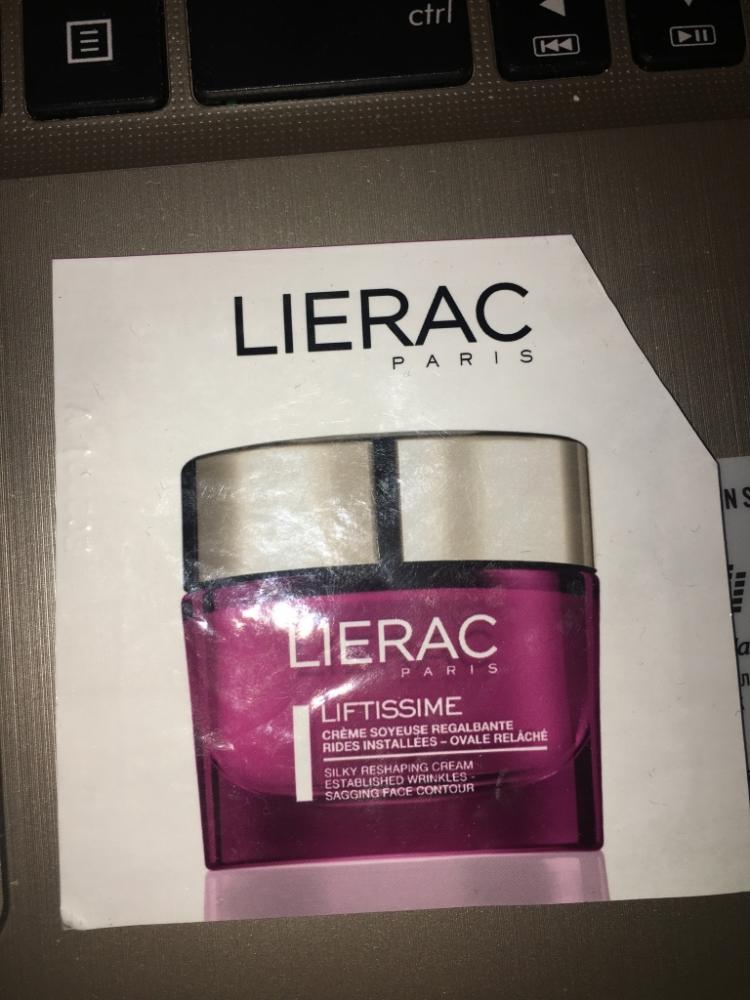 ctrl
LIERAC
PARIS
LIERAC
PARIS
LIFTISSIME
CRÈME SOYEUSE REGALBANTE
RIDES INSTALLÉES – OVALE RELÂCHÉ
SILKY RESHAPING CREAM
ESTABLISHED WRINKLES -
SAGGING FACE CONTOUR